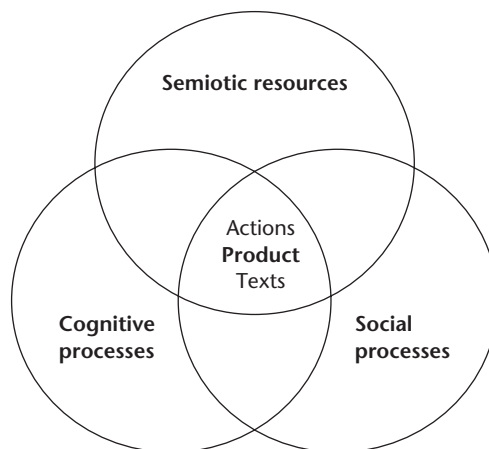 Semiotic resources
Actions
Product
Texts
Cognitive
processes
Social
processes